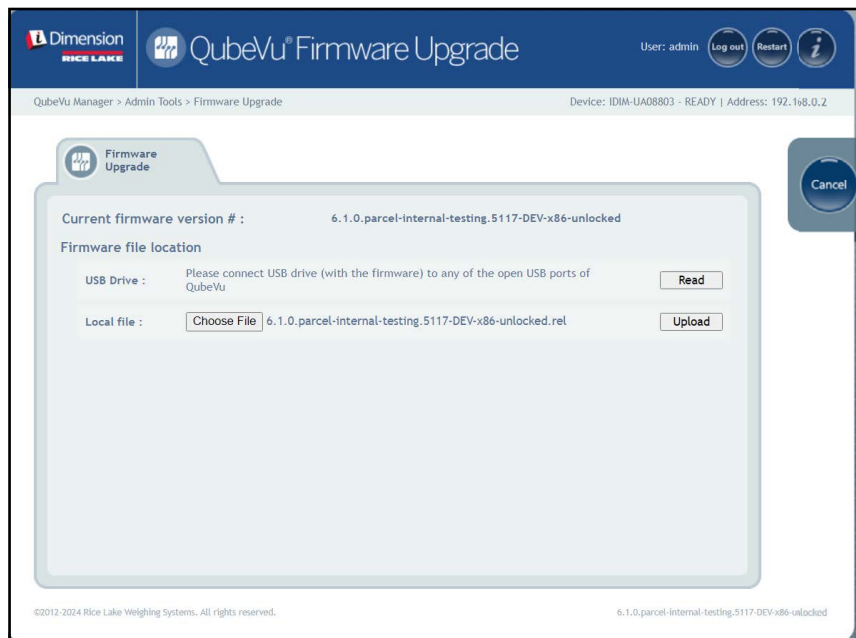 iDimension
RICE LAKE
QubeVu® Firmware Upgrade
User: admin
Log out
Restart
i
QubeVu Manager > Admin Tools > Firmware Upgrade
Device: IDIM-UA08803 - READY | Address: 192.168.0.2
Firmware
Upgrade
Cancel
Current firmware version # : 6.1.0.parcel-internal-testing.5117-DEV-x86-unlocked
Firmware file location
USB Drive : Please connect USB drive (with the firmware) to any of the open USB ports of
QubeVu
Read
Local file : Choose File 6.1.0.parcel-internal-testing.5117-DEV-x86-unlocked.rel Upload
©2012-2024 Rice Lake Weighing Systems. All rights reserved.
6.1.0.parcel-internal-testing.5117-DEV-x86-unlocked